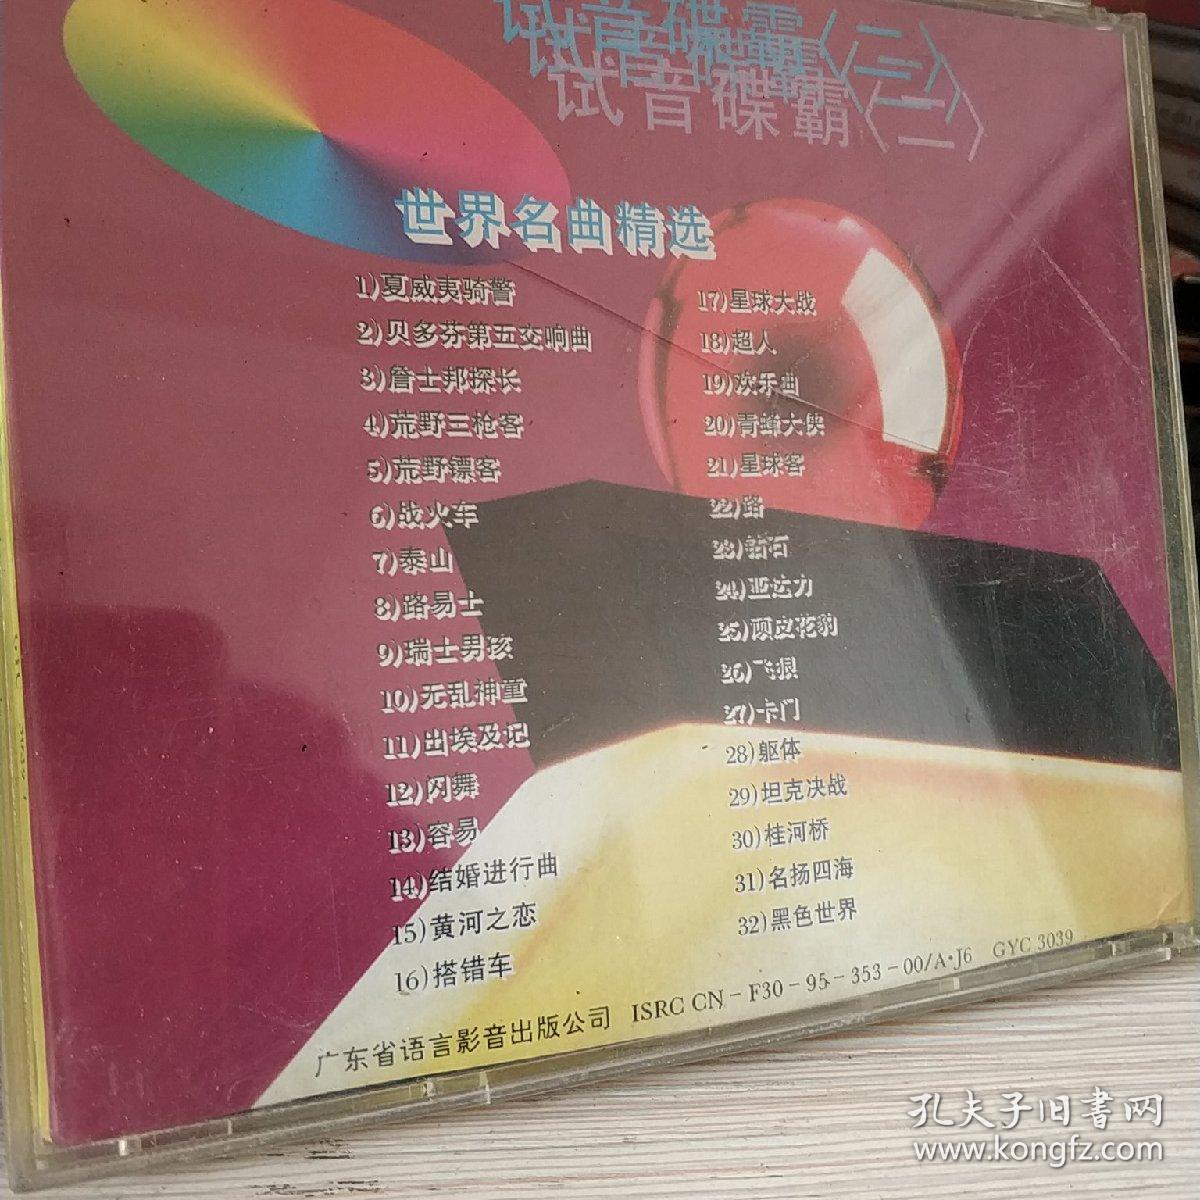 试音碟霸〈二〉
试音碟霸〈二〉
试音碟霸〈二〉
世界名曲精选
1)夏威夷骑警
2)贝多芬第五交响曲
3)詹士邦探长
4)荒野三枪客
5)荒野镖客
6)战火车
7)泰山
8)路易士
9)瑞士男孩
10)无乱神童
11)出埃及记
12)闪舞
13)容易
14)结婚进行曲
15)黄河之恋
16)搭错车
17)星球大战
18)超人
19)欢乐曲
20)青蜂大侠
21)星球客
22)路
23)钻石
24)亚达力
25)顽皮花豹
26)飞狼
27)卡门
28)躯体
29)坦克决战
30)桂河桥
31)名扬四海
32)黑色世界
广东省语言影音出版公司 ISRC CN-F30-95-353-00/A·J6 GYC 3039
孔夫子旧书网
www.kongfz.com